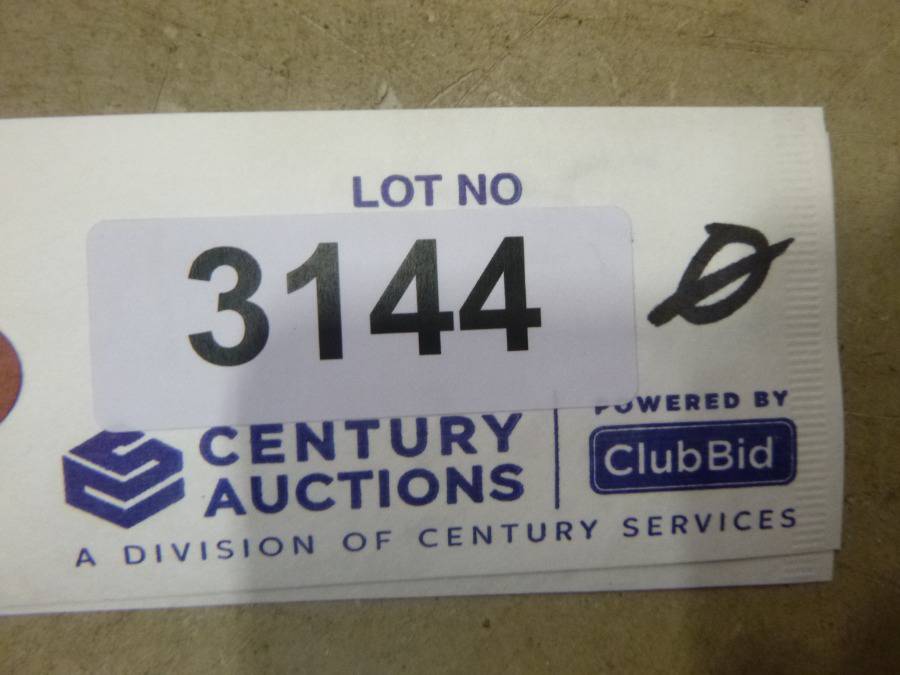 LOT NO
3144 Ø
CENTURY
AUCTIONS
POWERED BY
ClubBid
A DIVISION OF CENTURY SERVICES